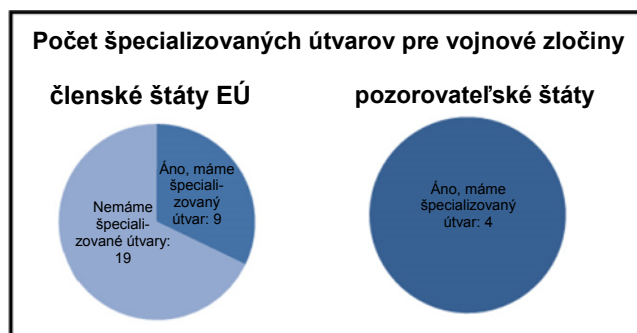 Počet špecializovaných útvarov pre vojnové zločiny
členské štáty EÚ
pozorovateľské štáty
Áno, máme
špeciali-
zovaný
útvar: 9
Nemáme
špeciali-
zované útvary:
19
Áno, máme
špecializovaný
útvar: 4